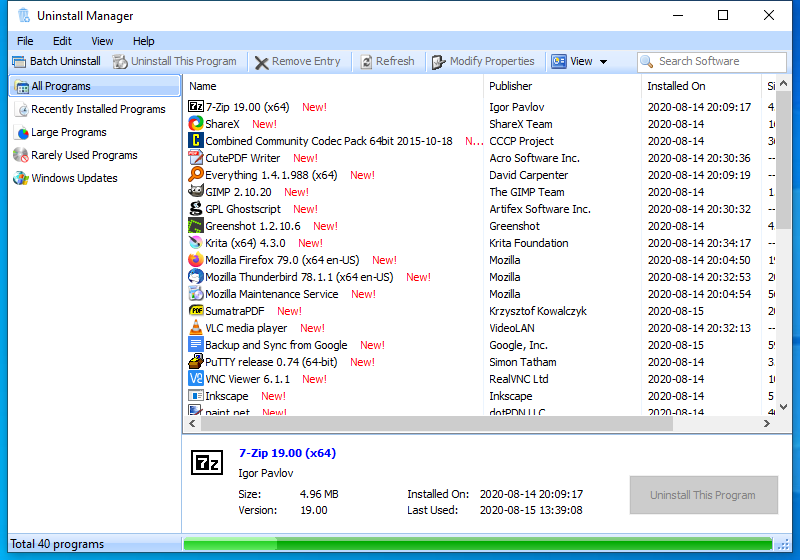 Uninstall Manager
File Edit View Help
Batch Uninstall Uninstall This Program Remove Entry Refresh Modify Properties View Search Software
All Programs
Recently Installed Programs
Large Programs
Rarely Used Programs
Windows Updates
Name Publisher Installed On Si
7-Zip 19.00 (x64) New! Igor Pavlov 2020-08-14 20:09:17 4.
ShareX New! ShareX Team 2020-08-14
Combined Community Codec Pack 64bit 2015-10-18 N... CCCP Project 2020-08-14
CutePDF Writer New! Acro Software Inc. 2020-08-14 20:30:36 --
Everything 1.4.1.988 (x64) New! David Carpenter 2020-08-14 20:09:19 --
GIMP 2.10.20 New! The GIMP Team 2020-08-14
GPL Ghostscript New! Artifex Software Inc. 2020-08-14 20:30:32 --
Greenshot 1.2.10.6 New! Greenshot 2020-08-14 4.
Krita (x64) 4.3.0 New! Krita Foundation 2020-08-14 20:34:17 --
Mozilla Firefox 79.0 (x64 en-US) New! Mozilla 2020-08-14 20:04:50
Mozilla Thunderbird 78.1.1 (x64 en-US) New! Mozilla 2020-08-14 20:32:53
Mozilla Maintenance Service New! Mozilla 2020-08-14 20:04:54
SumatraPDF New! Krzysztof Kowalczyk 2020-08-15
VLC media player New! VideoLAN 2020-08-14 20:32:13 --
Backup and Sync from Google New! Google, Inc. 2020-08-15
PuTTY release 0.74 (64-bit) New! Simon Tatham 2020-08-14 3.
VNC Viewer 6.1.1 New! RealVNC Ltd 2020-08-14
Inkscape New! Inkscape 2020-08-14
paint.net New! dotPDN LLC 2020-08-14
7-Zip 19.00 (x64)
Igor Pavlov
Size: 4.96 MB Installed On: 2020-08-14 20:09:17
Version: 19.00 Last Used: 2020-08-15 13:39:08
Uninstall This Program
Total 40 programs